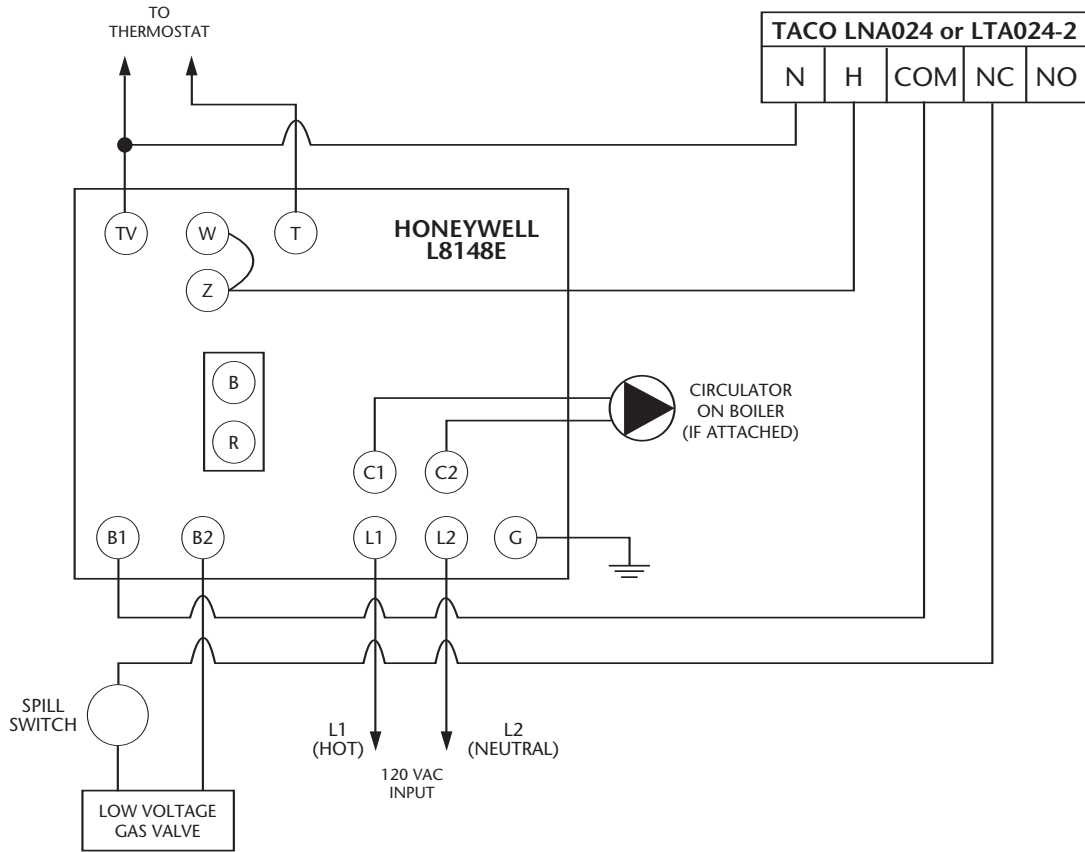 TO
THERMOSTAT
TACO LNA024 or LTA024-2
N H COM NC NO
HONEYWELL
L8148E
TV W T
Z
B
R
CIRCULATOR
ON BOILER
(IF ATTACHED)
C1 C2
B1 B2 L1 L2 G
SPILL
SWITCH
L1
(HOT)
L2
(NEUTRAL)
120 VAC
INPUT
LOW VOLTAGE
GAS VALVE